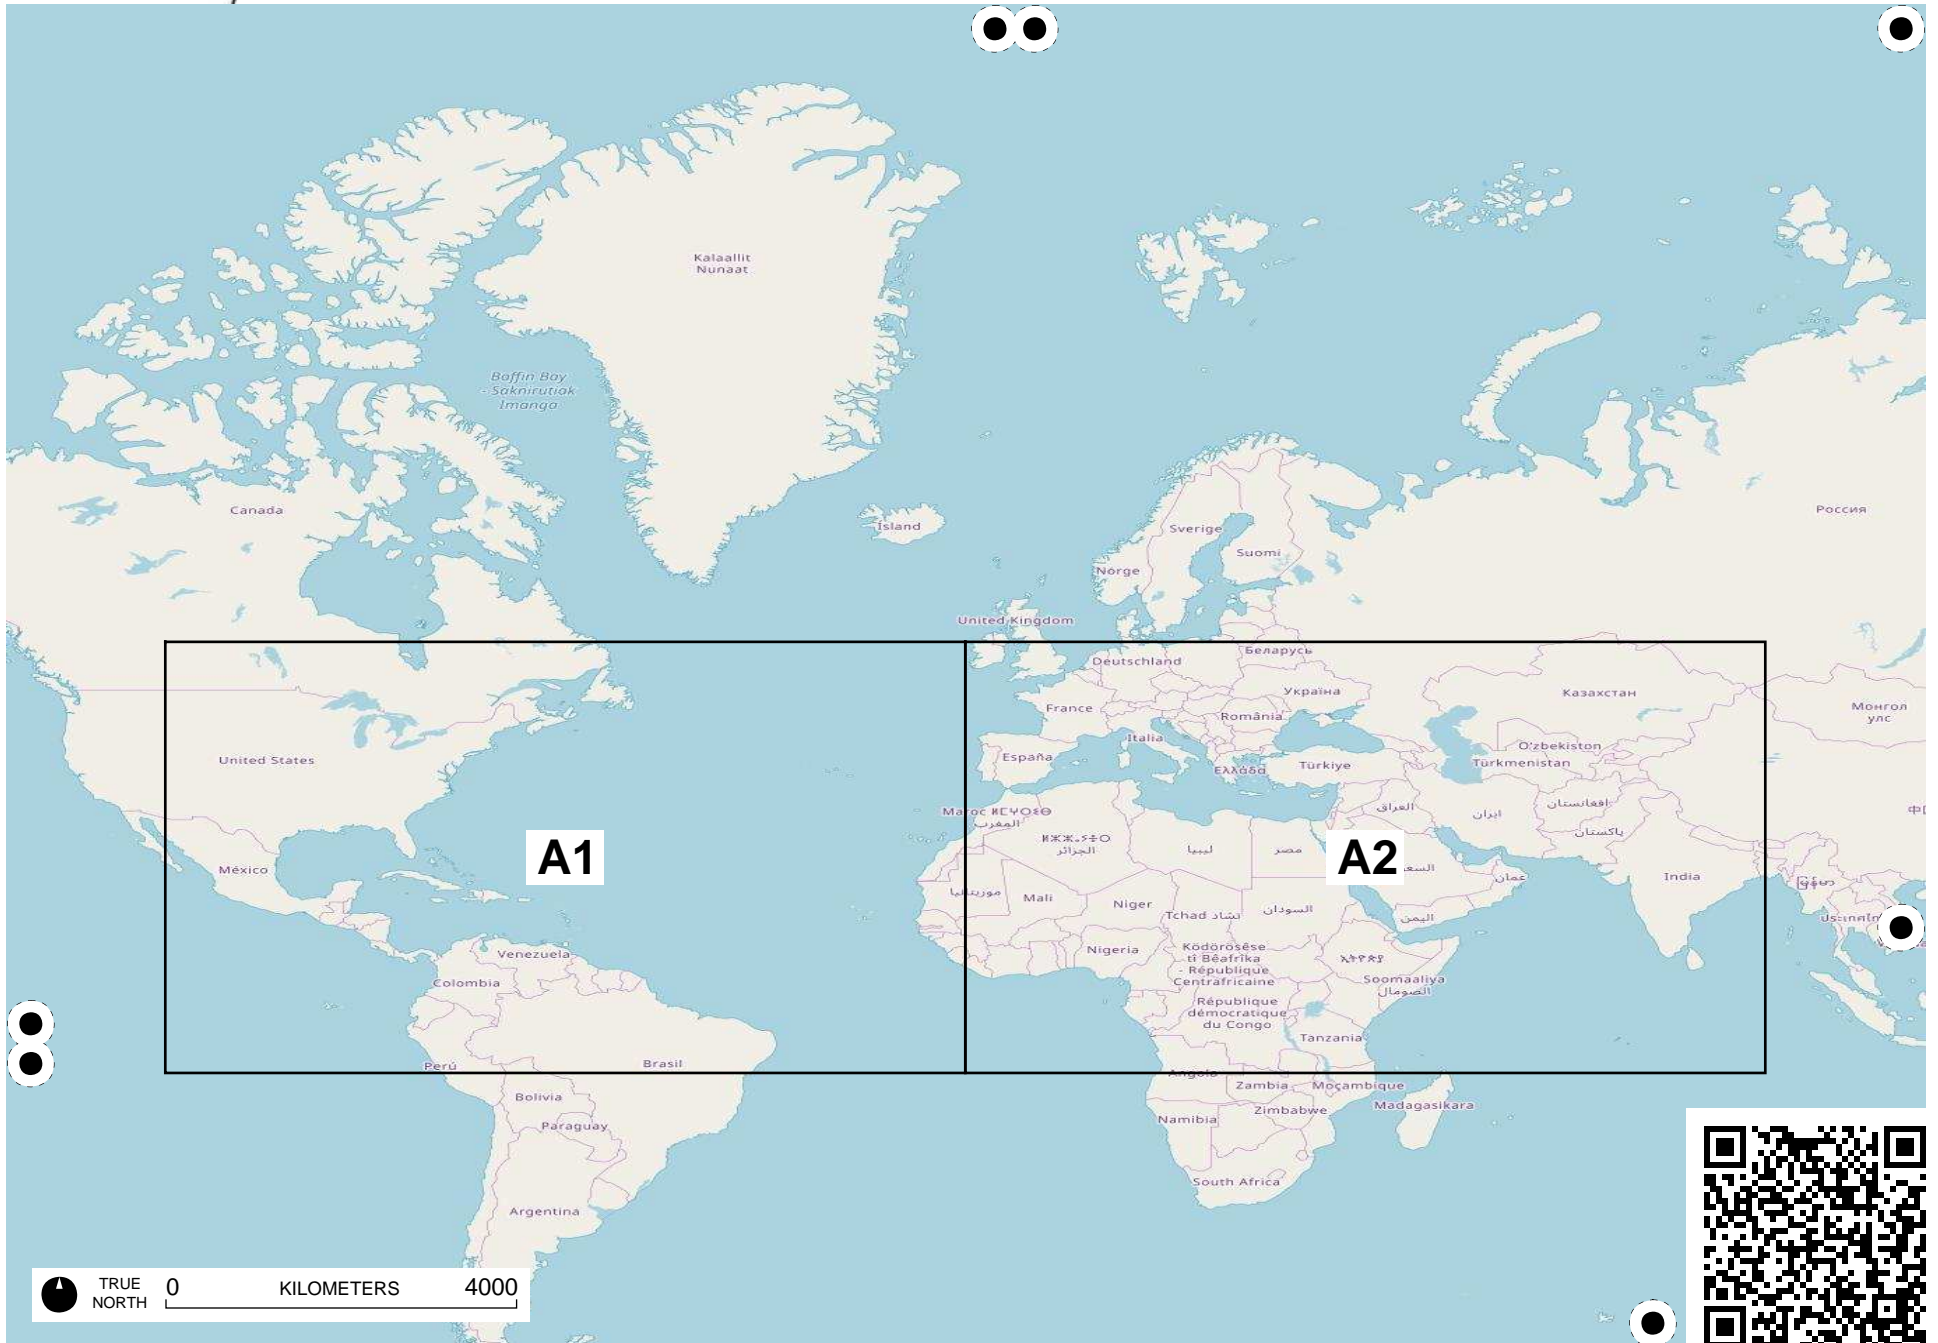 Kalaallit
Nunaat
Baffin Bay
- Saknirutiak
Imanga
Canada
Ísland
Россия
Sverige
Suomi
Norge
United Kingdom
Беларусь
Deutschland
Україна
Казахстан
France
România
Монгол
улс
Italia
O'zbekiston
España
Türkmenistan
United States
Ελλάδα
Türkiye
العراق
افغانستان
ایران
Maroc ⵍⵎⵖⵔⵉⴱ
المغرب
پاکستان
الجزائر
ليبيا
مصر
A1
A2
México
عمان
India
موريتانيا
Mali
Niger
Tchad تشاد
السودان
اليمن
Nigeria
Ködörösêse
tî Bêafrîka
- République
Centrafricaine
Venezuela
Colombia
Soomaaliya
الصومال
République
démocratique
du Congo
Tanzania
Perú
Brasil
Angola
Zambia
Moçambique
Bolivia
Zimbabwe
Madagasikara
Namibia
Paraguay
South Africa
Argentina
TRUE
NORTH
0 KILOMETERS 4000